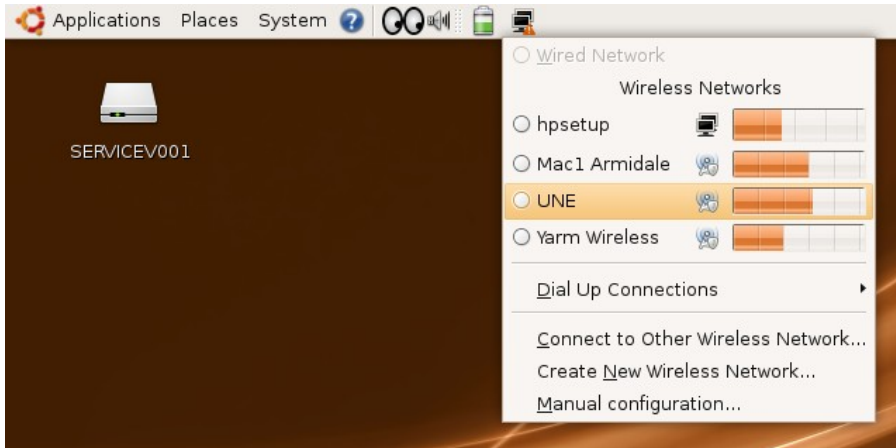 Applications Places System
Wired Network
Wireless Networks
SERVICEV001
hpsetup
Mac1 Armidale
UNE
Yarm Wireless
Dial Up Connections
Connect to Other Wireless Network...
Create New Wireless Network...
Manual configuration...